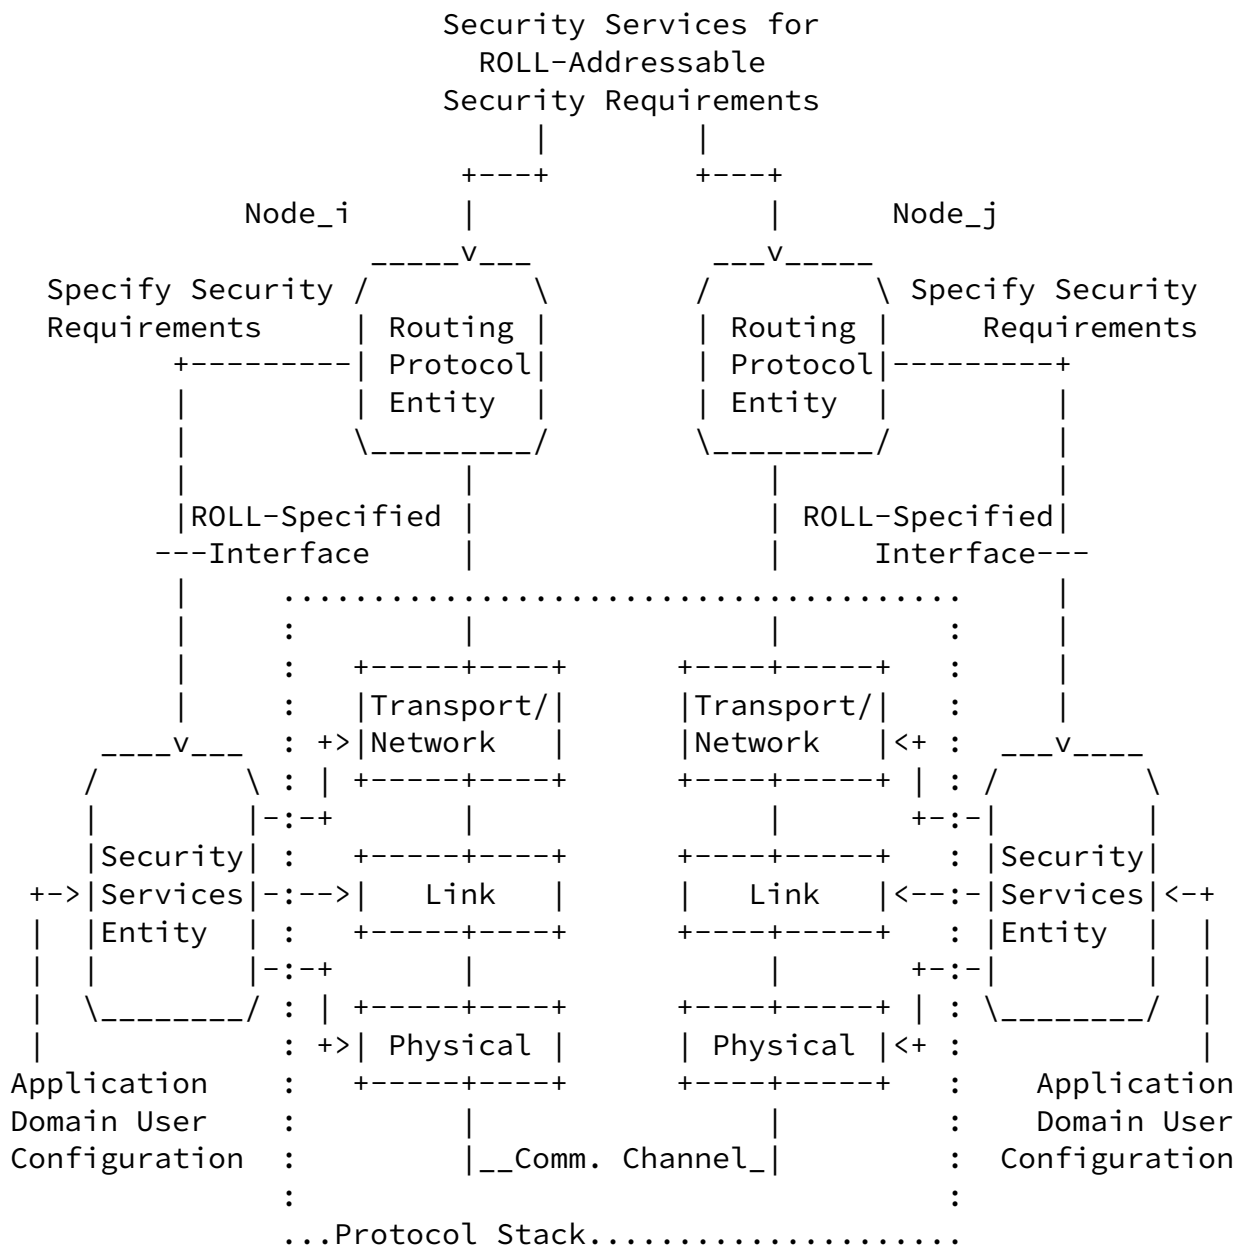 Security Services for
ROLL-Addressable
Security Requirements
Node_i Node_j
Specify Security Specify Security
Requirements Routing Routing Requirements
Protocol Protocol
Entity Entity
ROLL-Specified ROLL-Specified
Interface Interface
Transport/ Transport/
Network Network
Security Security
Services Link Link Services
Entity Entity
Physical Physical
Application Application
Domain User Domain User
Configuration Comm. Channel Configuration
Protocol Stack